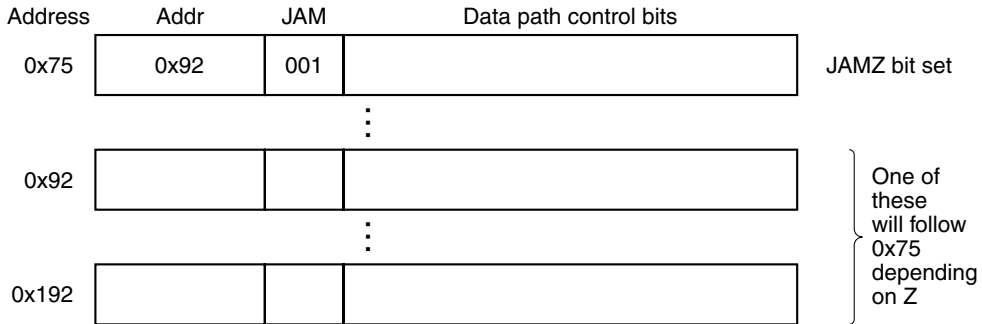 Address Addr JAM Data path control bits
0x75 0x92 001 JAMZ bit set
0x92
One of
these
will follow
0x75
depending
on Z
0x192